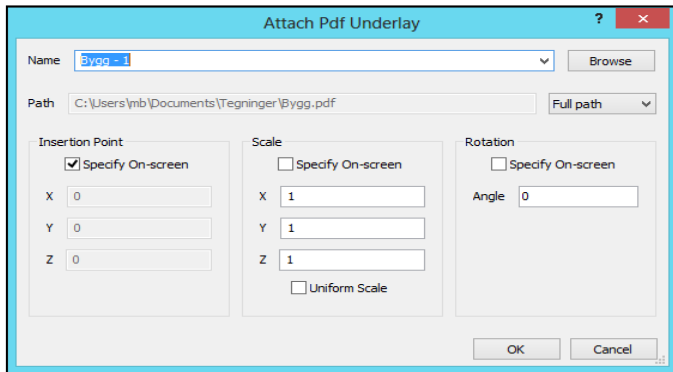 Attach Pdf Underlay ?
Name Bygg - 1 Browse
Path C:\Users\mb\Documents\Tegninger\Bygg.pdf Full path
Insertion Point Scale Rotation
Specify On-screen Specify On-screen Specify On-screen
X 0 X 1 Angle 0
Y 0 Y 1
Z 0 Z 1
Uniform Scale
OK Cancel